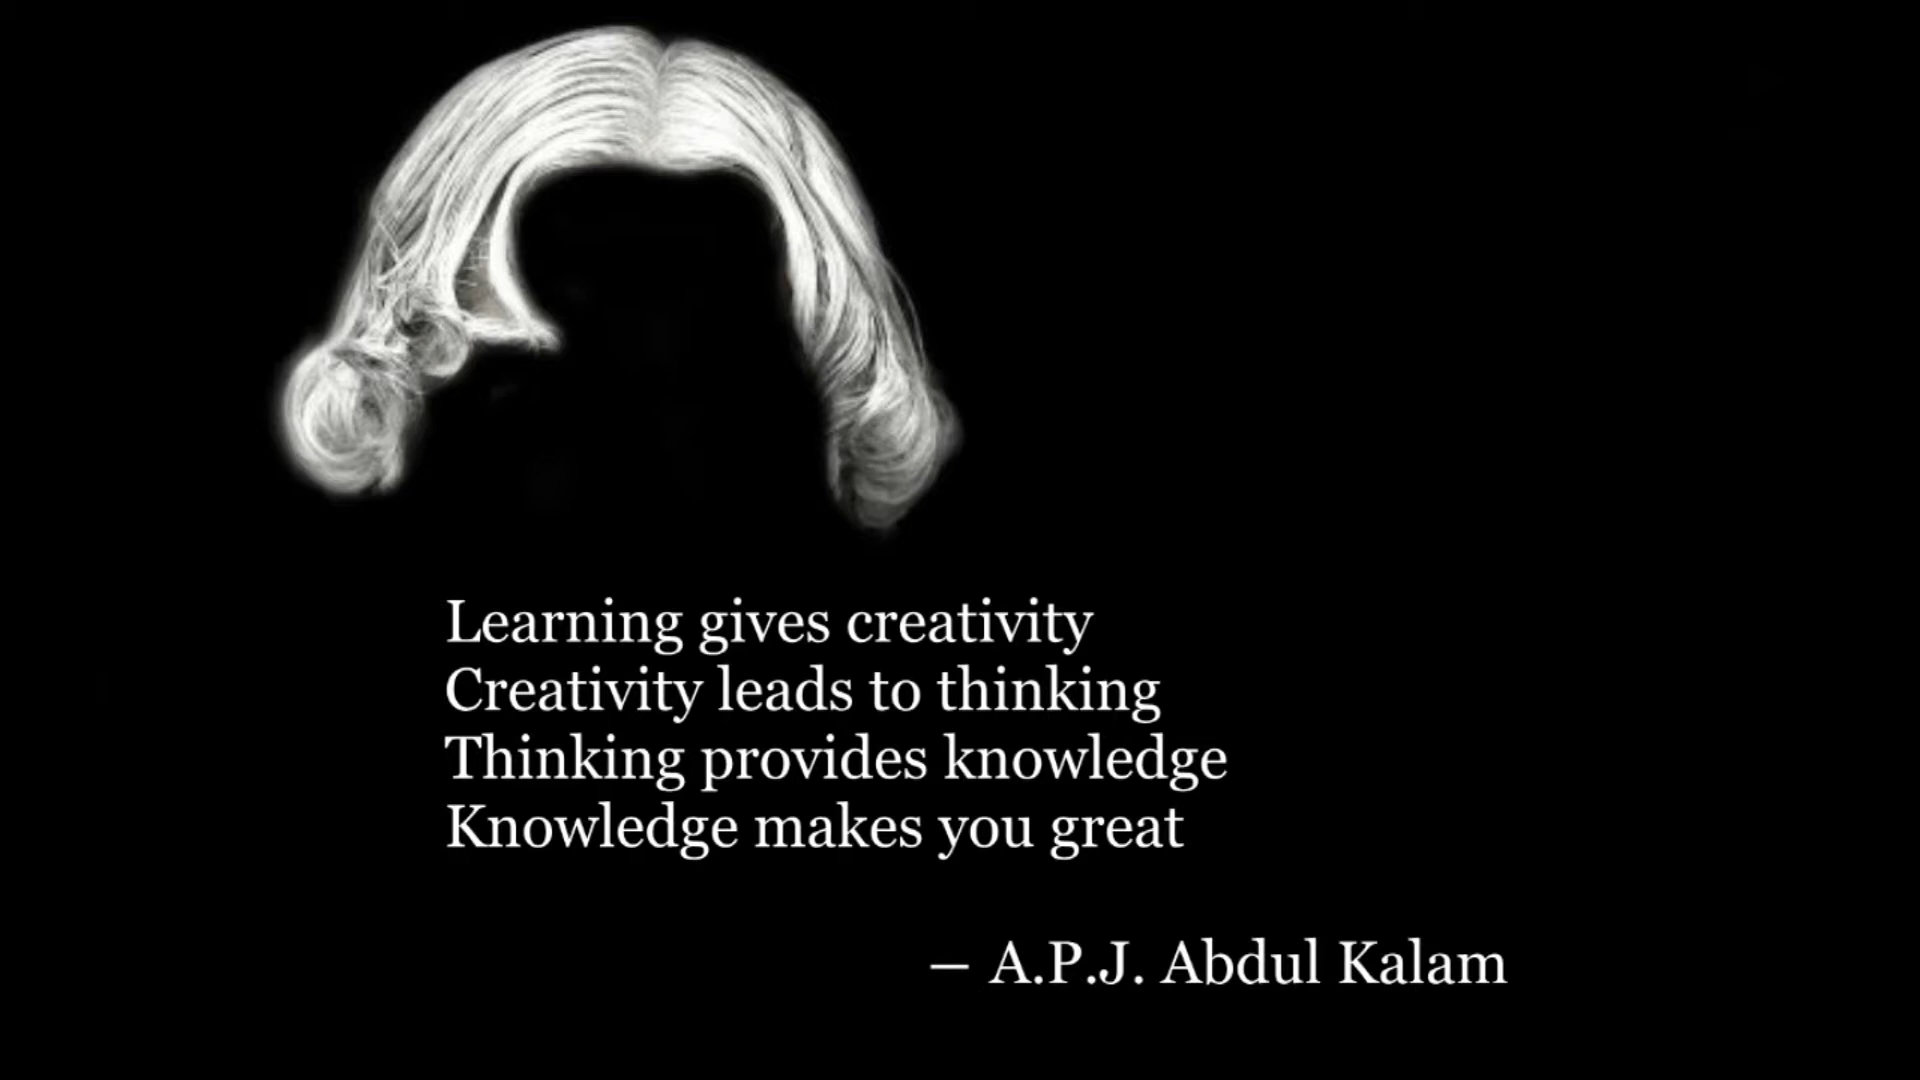 Learning gives creativity
Creativity leads to thinking
Thinking provides knowledge
Knowledge makes you great
— A.P.J. Abdul Kalam